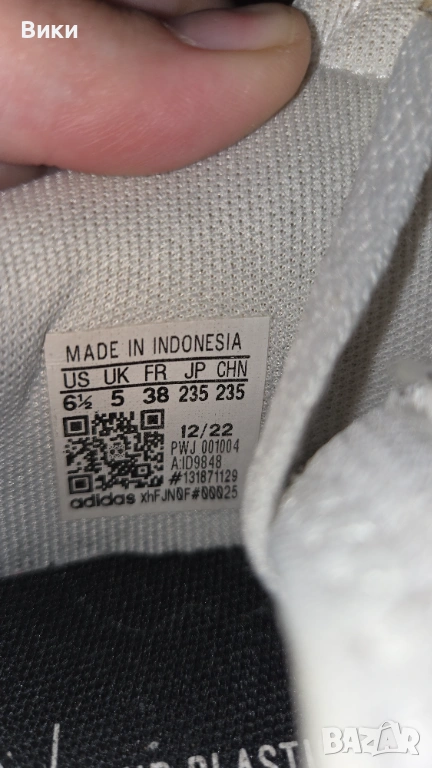 Вики
MADE IN INDONESIA
US UK FR JP CHN
6½ 5 38 235 235
12/22
PWJ 001004
A:ID9848
#131871129
adidas xhFJN0F#00025
BAZAR